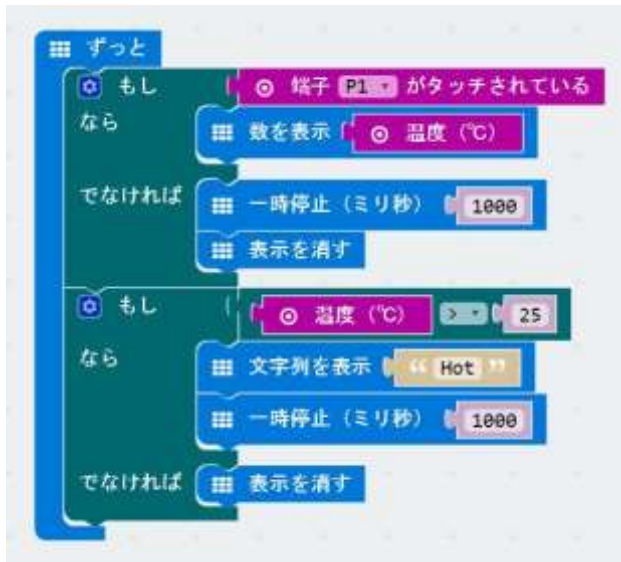 ずっと
もし 端子 P1 がタッチされている
なら 数を表示 温度 (℃)
でなければ 一時停止 (ミリ秒) 1000
表示を消す
もし 温度 (℃) > 25
なら 文字列を表示 “ Hot ”
一時停止 (ミリ秒) 1000
でなければ 表示を消す